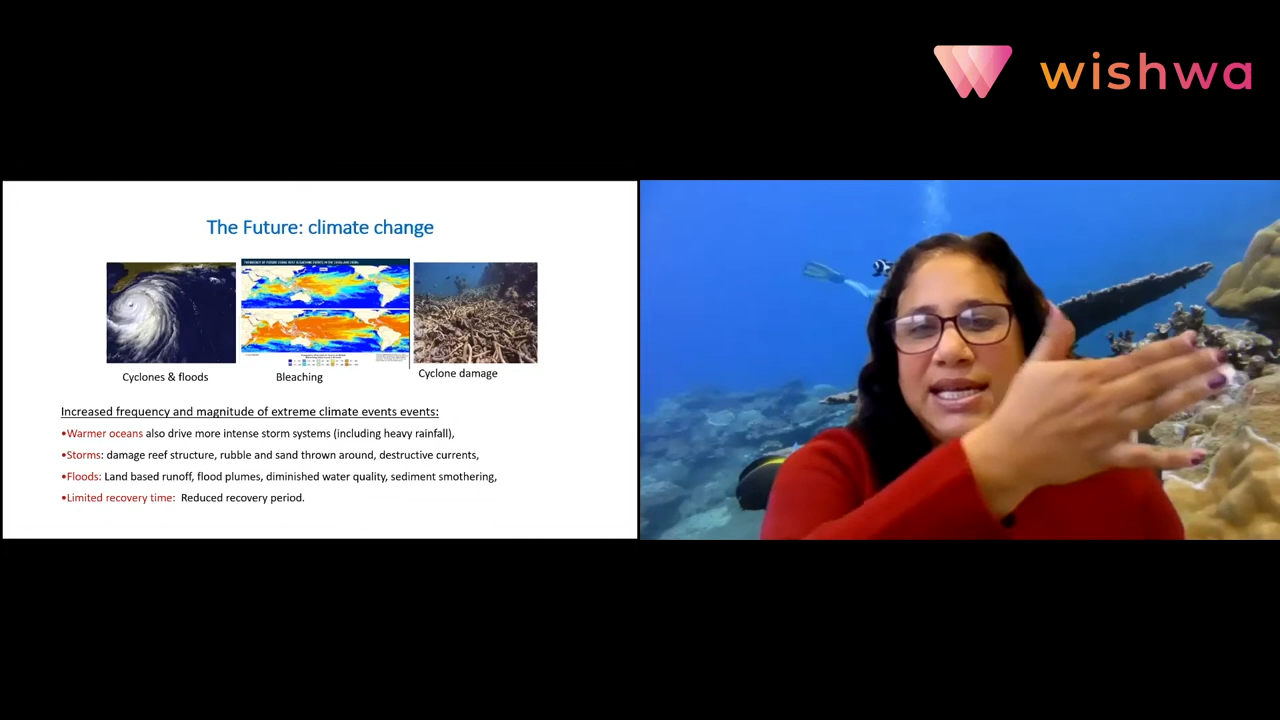 wishwa
The Future: climate change
Cyclones & floods
Bleaching
Cyclone damage
Increased frequency and magnitude of extreme climate events events:
•Warmer oceans also drive more intense storm systems (including heavy rainfall),
•Storms: damage reef structure, rubble and sand thrown around, destructive currents,
•Floods: Land based runoff, flood plumes, diminished water quality, sediment smothering,
•Limited recovery time:  Reduced recovery period.